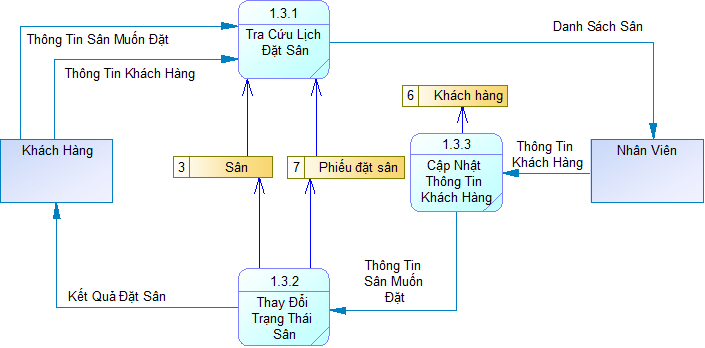 1.3.1
Tra Cứu Lịch
Đặt Sân
Thông Tin Sân Muốn Đặt
Danh Sách Sân
Thông Tin Khách Hàng
6 Khách hàng
Khách Hàng
1.3.3
Cập Nhật
Thông Tin
Khách Hàng
Thông Tin
Khách Hàng
Nhân Viên
3 Sân
7 Phiếu đặt sân
Thông Tin
Sân Muốn
Đặt
1.3.2
Thay Đổi
Trạng Thái
Sân
Kết Quả Đặt Sân